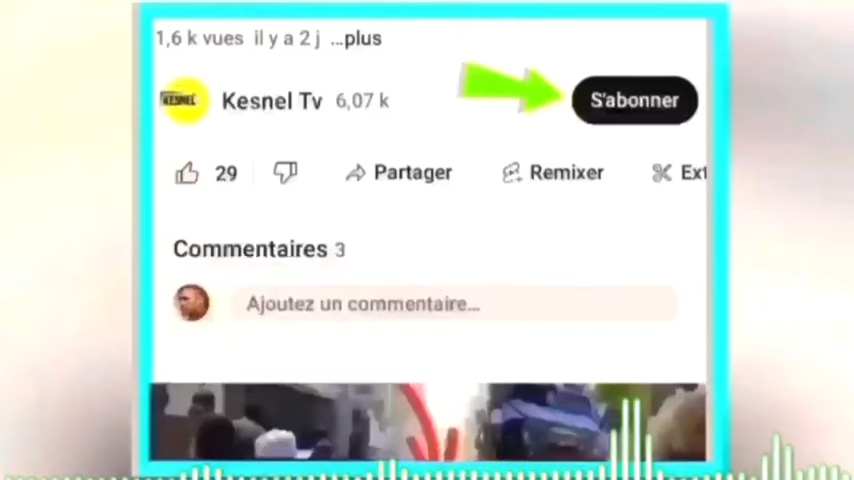 1,6 k vues il y a 2 j ...plus
KESNEL
Kesnel Tv 6,07 k
S'abonner
29 Partager Remixer Ext
Commentaires 3
Ajoutez un commentaire...